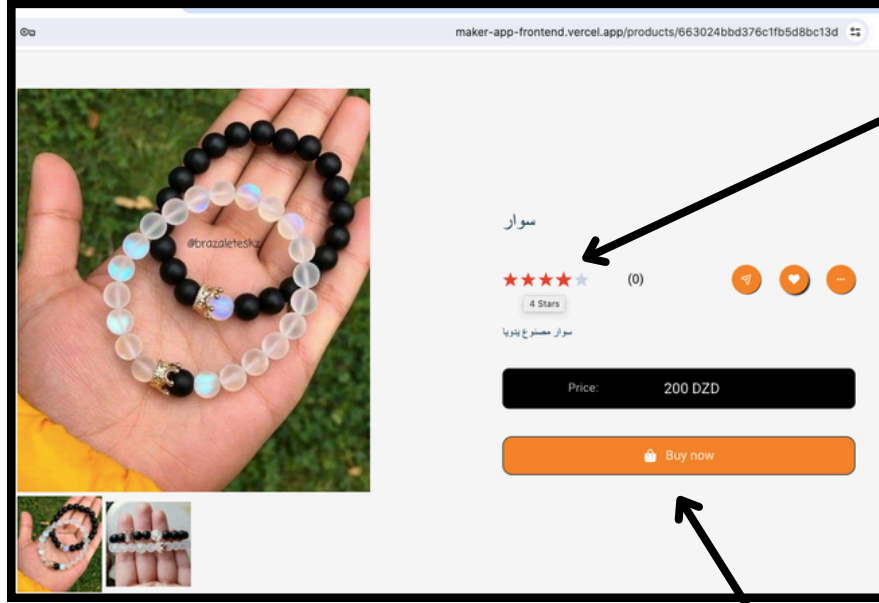 maker-app-frontend.vercel.app/products/663024bbd376c1fb5d8bc13d
@brazaleteskz
سوار
(0)
4 Stars
سوار مصنوع يدويا
Price: 200 DZD
Buy now